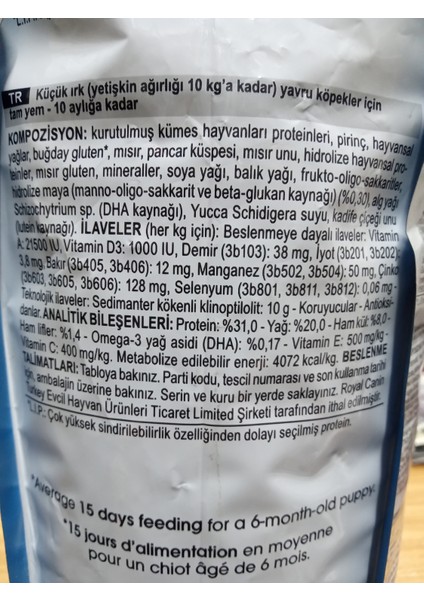 TR Küçük ırk (yetişkin ağırlığı 10 kg'a kadar) yavru köpekler için
tam yem - 10 aylığa kadar
KOMPOZİSYON: kurutulmuş kümes hayvanları proteinleri, pirinç, hayvansal
yağlar, buğday gluten*, mısır, pancar küspesi, mısır unu, hidrolize hayvansal pro-
teinler, mısır gluten, mineraller, soya yağı, balık yağı, frukto-oligo-sakkaritler,
hidrolize maya (manno-oligo-sakkarit ve beta-glukan kaynağı) (%0,30), alg yağı
Schizochytrium sp. (DHA kaynağı), Yucca Schidigera suyu, kadife çiçeği unu
(lutein kaynağı). İLAVELER (her kg için): Beslenmeye dayalı ilaveler: Vitamin
A: 21500 IU, Vitamin D3: 1000 IU, Demir (3b103): 38 mg, İyot (3b201, 3b202):
3,8 mg, Bakır (3b405, 3b406): 12 mg, Manganez (3b502, 3b504): 50 mg, Çinko
(3b603, 3b605, 3b606): 128 mg, Selenyum (3b801, 3b811, 3b812): 0,06 mg -
Teknolojik ilaveler: Sedimanter kökenli klinoptilolit: 10 g - Koruyucular - Antioksi-
danlar. ANALİTİK BİLEŞENLERİ: Protein: %31,0 - Yağ: %20,0 - Ham kül: %8,0 -
Ham lifler: %1,4 - Omega-3 yağ asidi (DHA): %0,17 - Vitamin E: 500 mg/kg -
Vitamin C: 400 mg/kg. Metabolize edilebilir enerji: 4072 kcal/kg. BESLENME
TALİMATLARI: Tabloya bakınız. Parti kodu, tescil numarası ve son kullanma tarihi
için, ambalajın üzerine bakınız. Serin ve kuru bir yerde saklayınız. Royal Canin
Turkey Evcil Hayvan Ürünleri Ticaret Limited Şirketi tarafından ithal edilmiştir.
*L.I.P.: Çok yüksek sindirilebilirlik özelliğinden dolayı seçilmiş protein.
*Average 15 days feeding for a 6-month-old puppy.
*15 jours d'alimentation en moyenne
pour un chiot âgé de 6 mois.